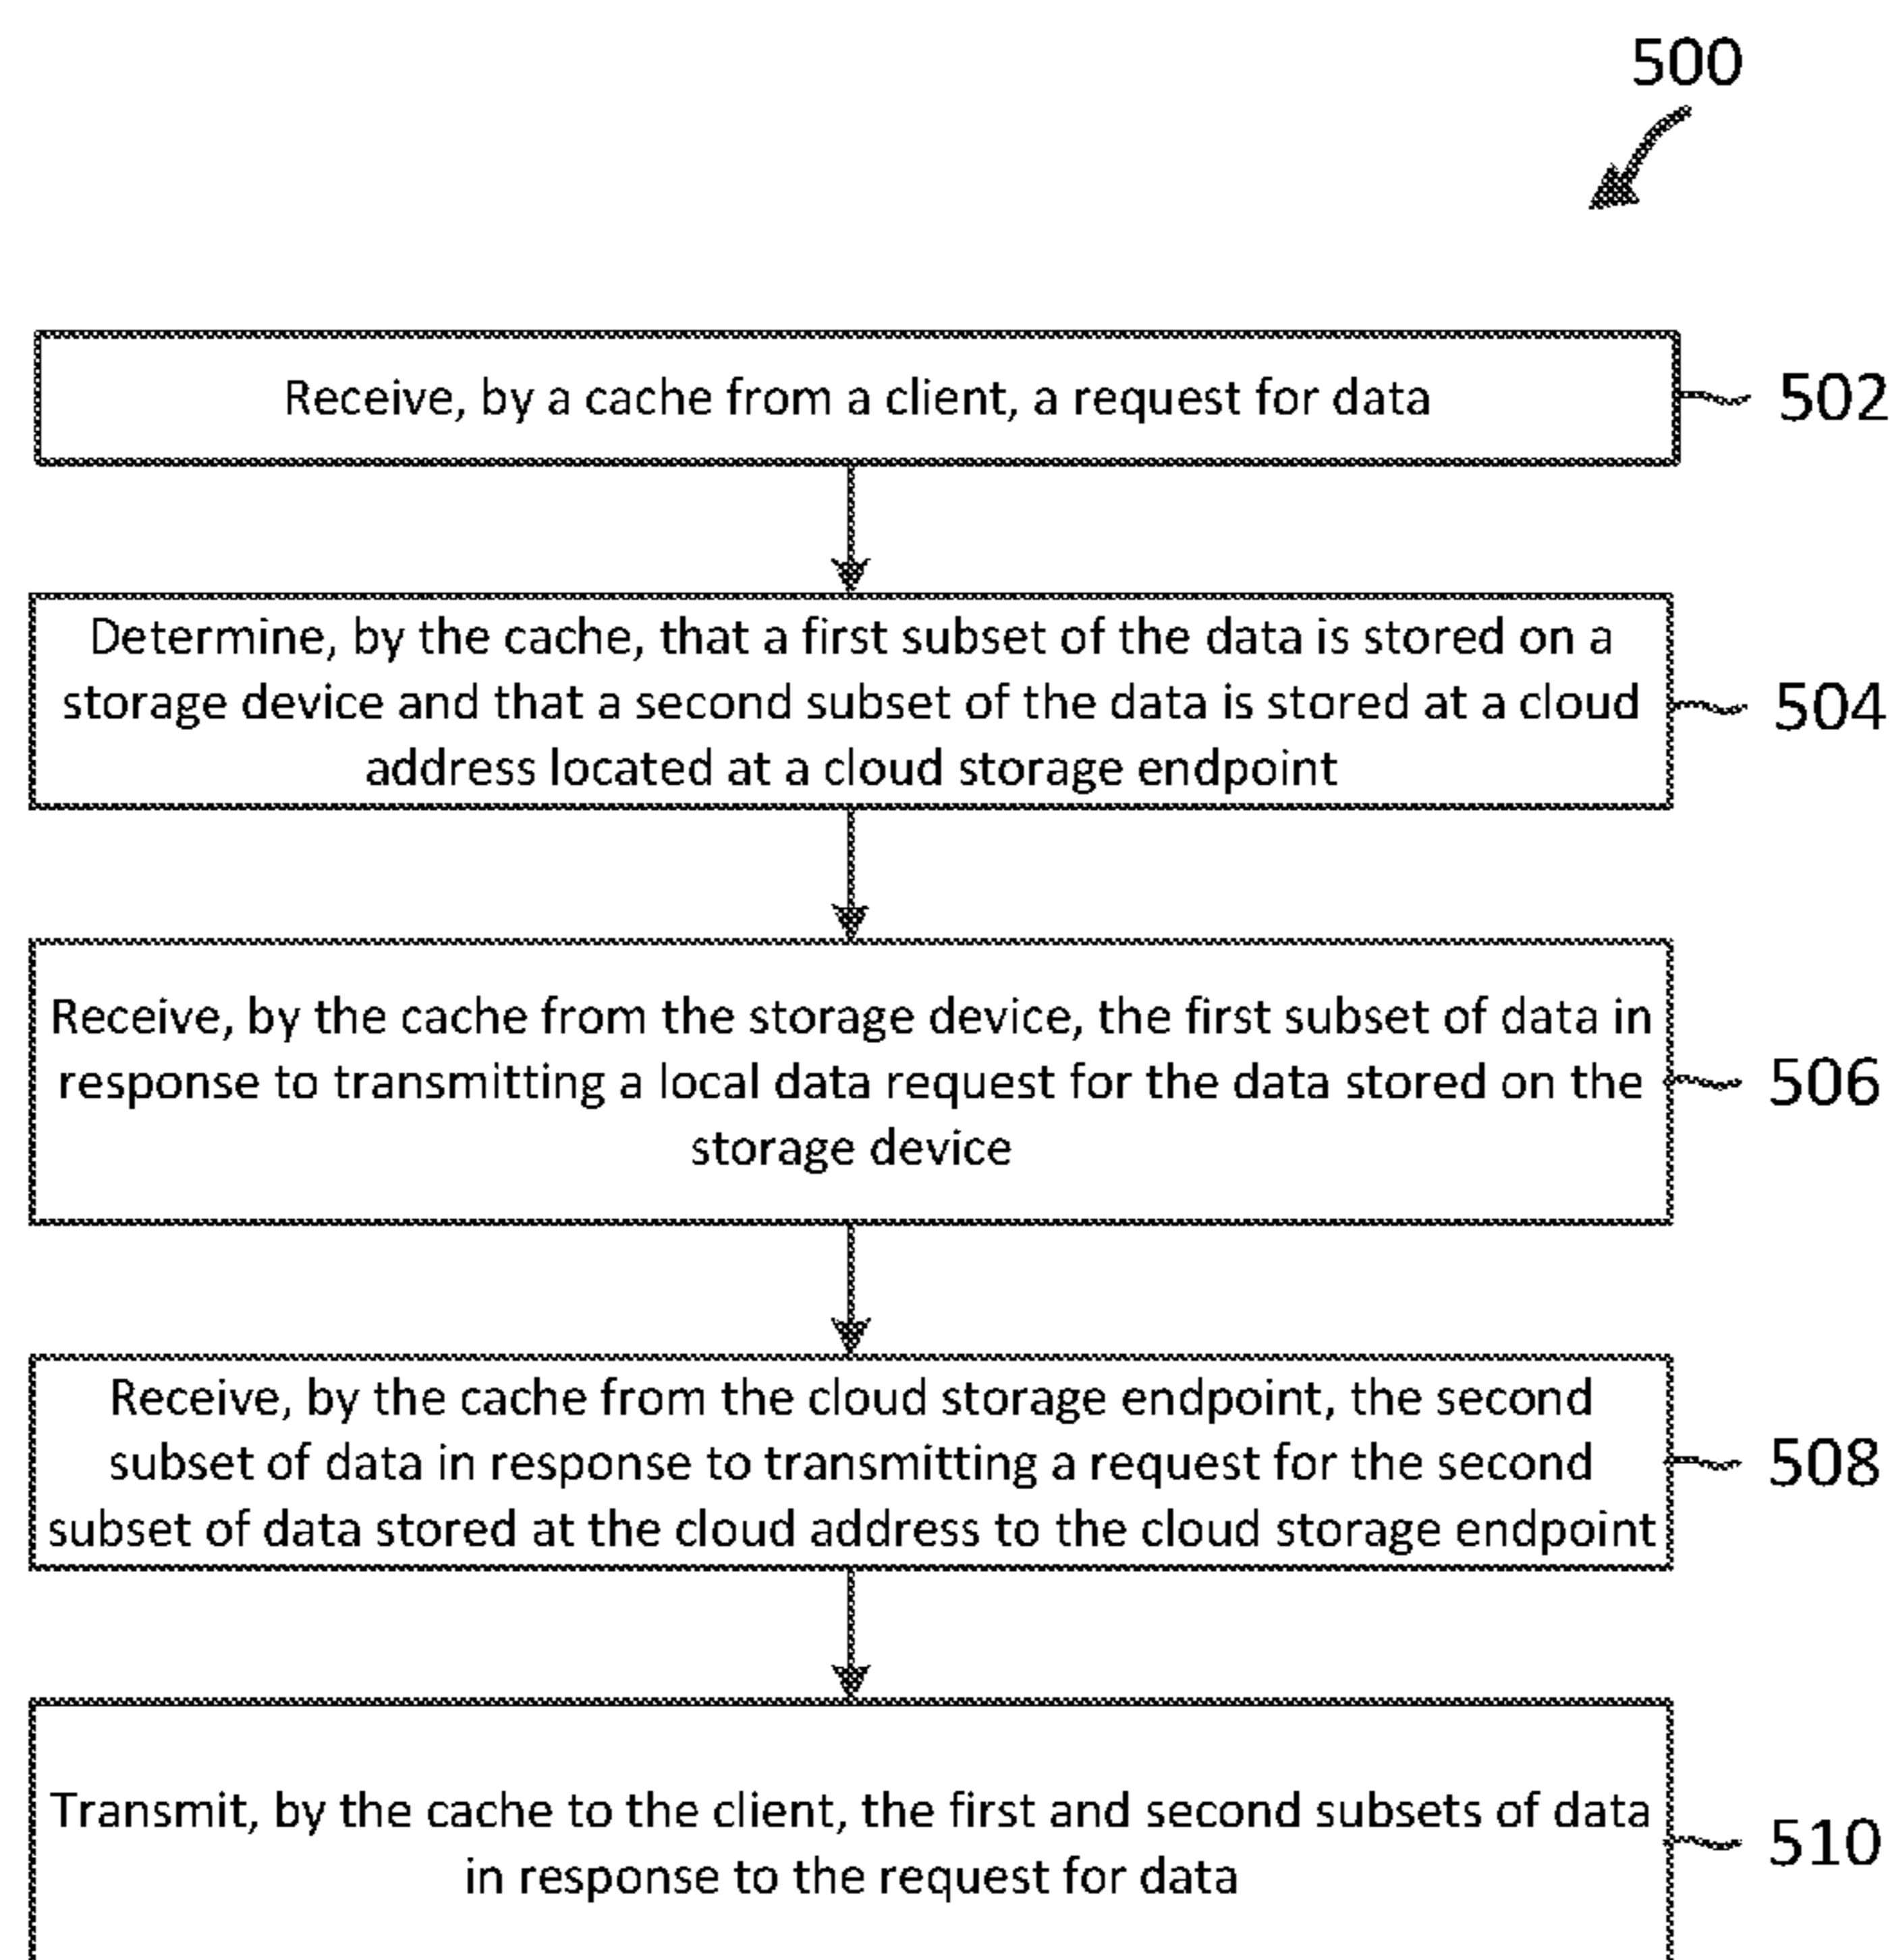 500
Receive, by a cache from a client, a request for data
502
Determine, by the cache, that a first subset of the data is stored on a
storage device and that a second subset of the data is stored at a cloud
address located at a cloud storage endpoint
504
Receive, by the cache from the storage device, the first subset of data in
response to transmitting a local data request for the data stored on the
storage device
506
Receive, by the cache from the cloud storage endpoint, the second
subset of data in response to transmitting a request for the second
subset of data stored at the cloud address to the cloud storage endpoint
508
Transmit, by the cache to the client, the first and second subsets of data
in response to the request for data
510